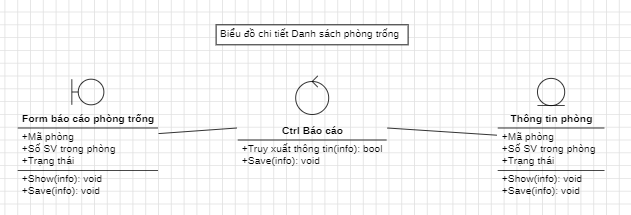 Biểu đồ chi tiết Danh sách phòng trống
Form báo cáo phòng trống
+Mã phòng
+Số SV trong phòng
+Trạng thái
+Show(info): void
+Save(info): void
Ctrl Báo cáo
+Truy xuất thông tin(info): bool
+Save(info): void
Thông tin phòng
+Mã phòng
+Số SV trong phòng
+Trạng thái
+Show(info): void
+Save(info): void